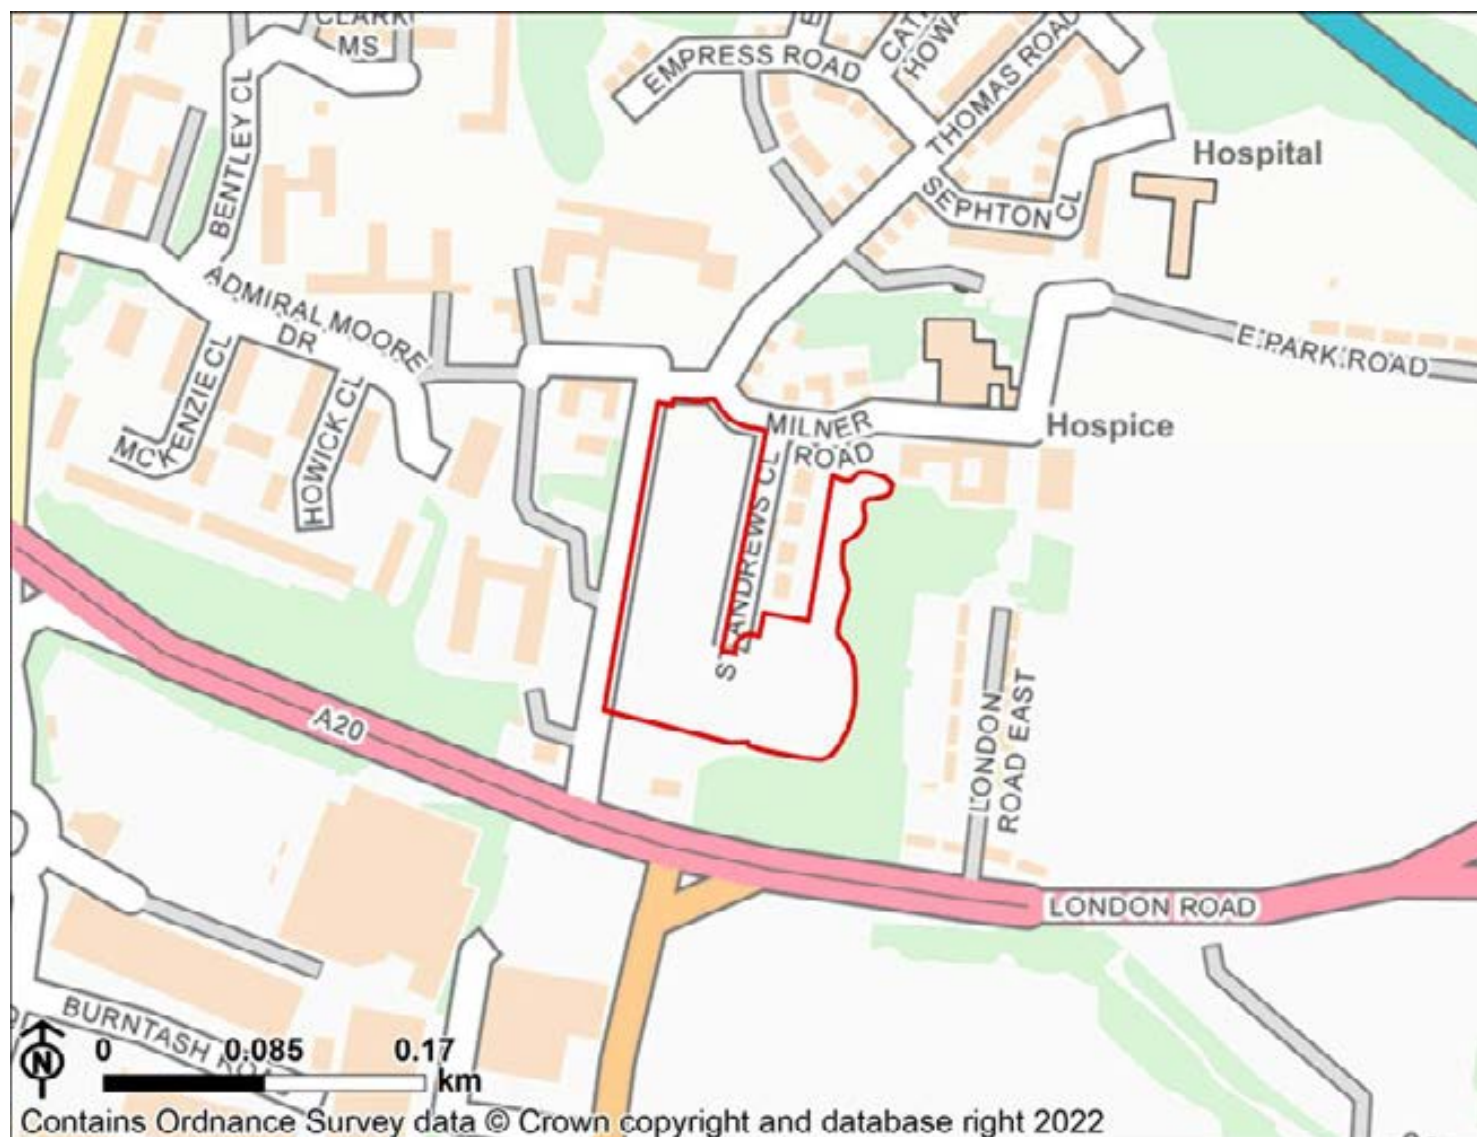 CLARK
MS
EMPRESS ROAD
THOMAS ROAD
BENTLEY CL
Hospital
SEPHTON CL
ADMIRAL MOORE
DR
E PARK ROAD
MCKENZIE CL
HOWICK CL
MILNER
ROAD
Hospice
ST ANDREWS CL
LONDON
ROAD EAST
A20
LONDON ROAD
BURNTASH ROAD
N
0 0.085 0.17
km
Contains Ordnance Survey data © Crown copyright and database right 2022